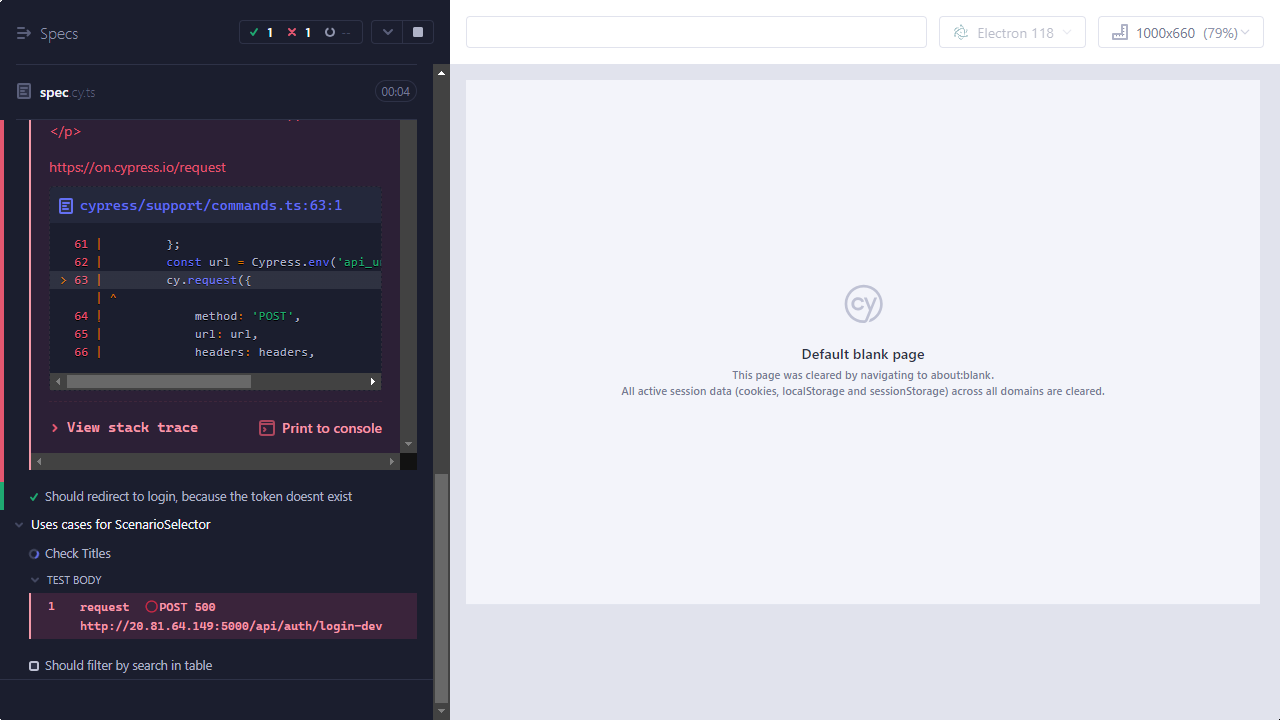 Specs
1
1
--
Electron 118
1000x660 (79%)
spec.cy.ts
00:04
</p>
https://on.cypress.io/request
cypress/support/commands.ts:63:1
61 | };
62 | const url = Cypress.env('api_u
> 63 | cy.request({
| ^
64 | method: 'POST',
65 | url: url,
66 | headers: headers,
> View stack trace
Print to console
Should redirect to login, because the token doesnt exist
Uses cases for ScenarioSelector
Check Titles
TEST BODY
1 request POST 500
http://20.81.64.149:5000/api/auth/login-dev
Should filter by search in table
cy
Default blank page
This page was cleared by navigating to about:blank.
All active session data (cookies, localStorage and sessionStorage) across all domains are cleared.